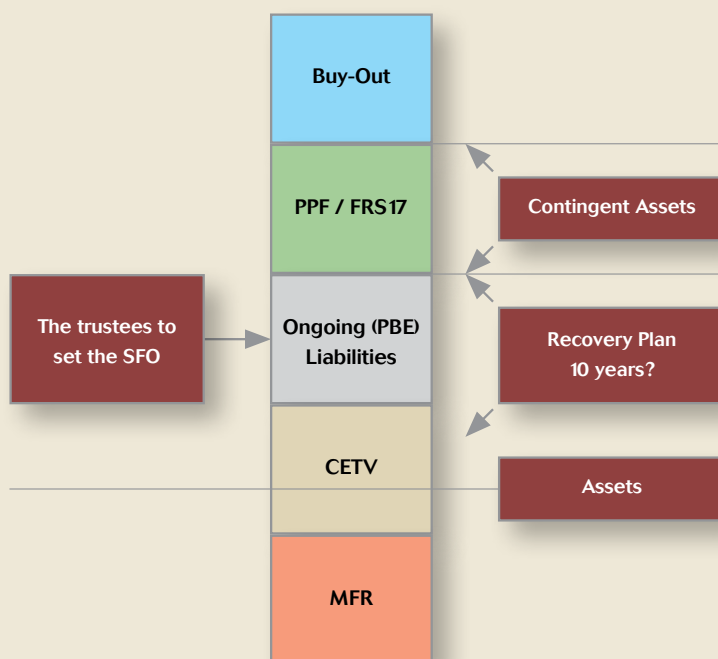 Buy-Out
PPF / FRS17
Contingent Assets
The trustees to
set the SFO
Ongoing (PBE)
Liabilities
Recovery Plan
10 years?
CETV
Assets
MFR